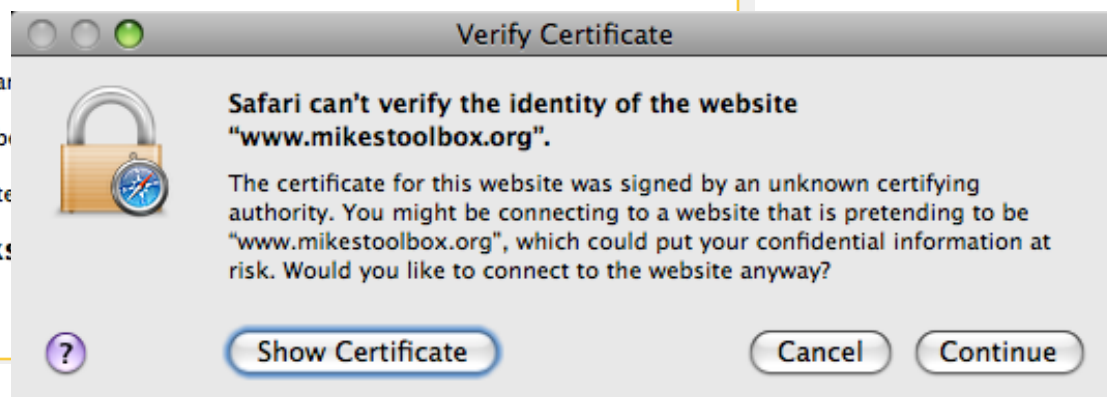 Verify Certificate
Safari can't verify the identity of the website
“www.mikestoolbox.org”.
The certificate for this website was signed by an unknown certifying
authority. You might be connecting to a website that is pretending to be
“www.mikestoolbox.org”, which could put your confidential information at
risk. Would you like to connect to the website anyway?
?
Show Certificate
Cancel
Continue